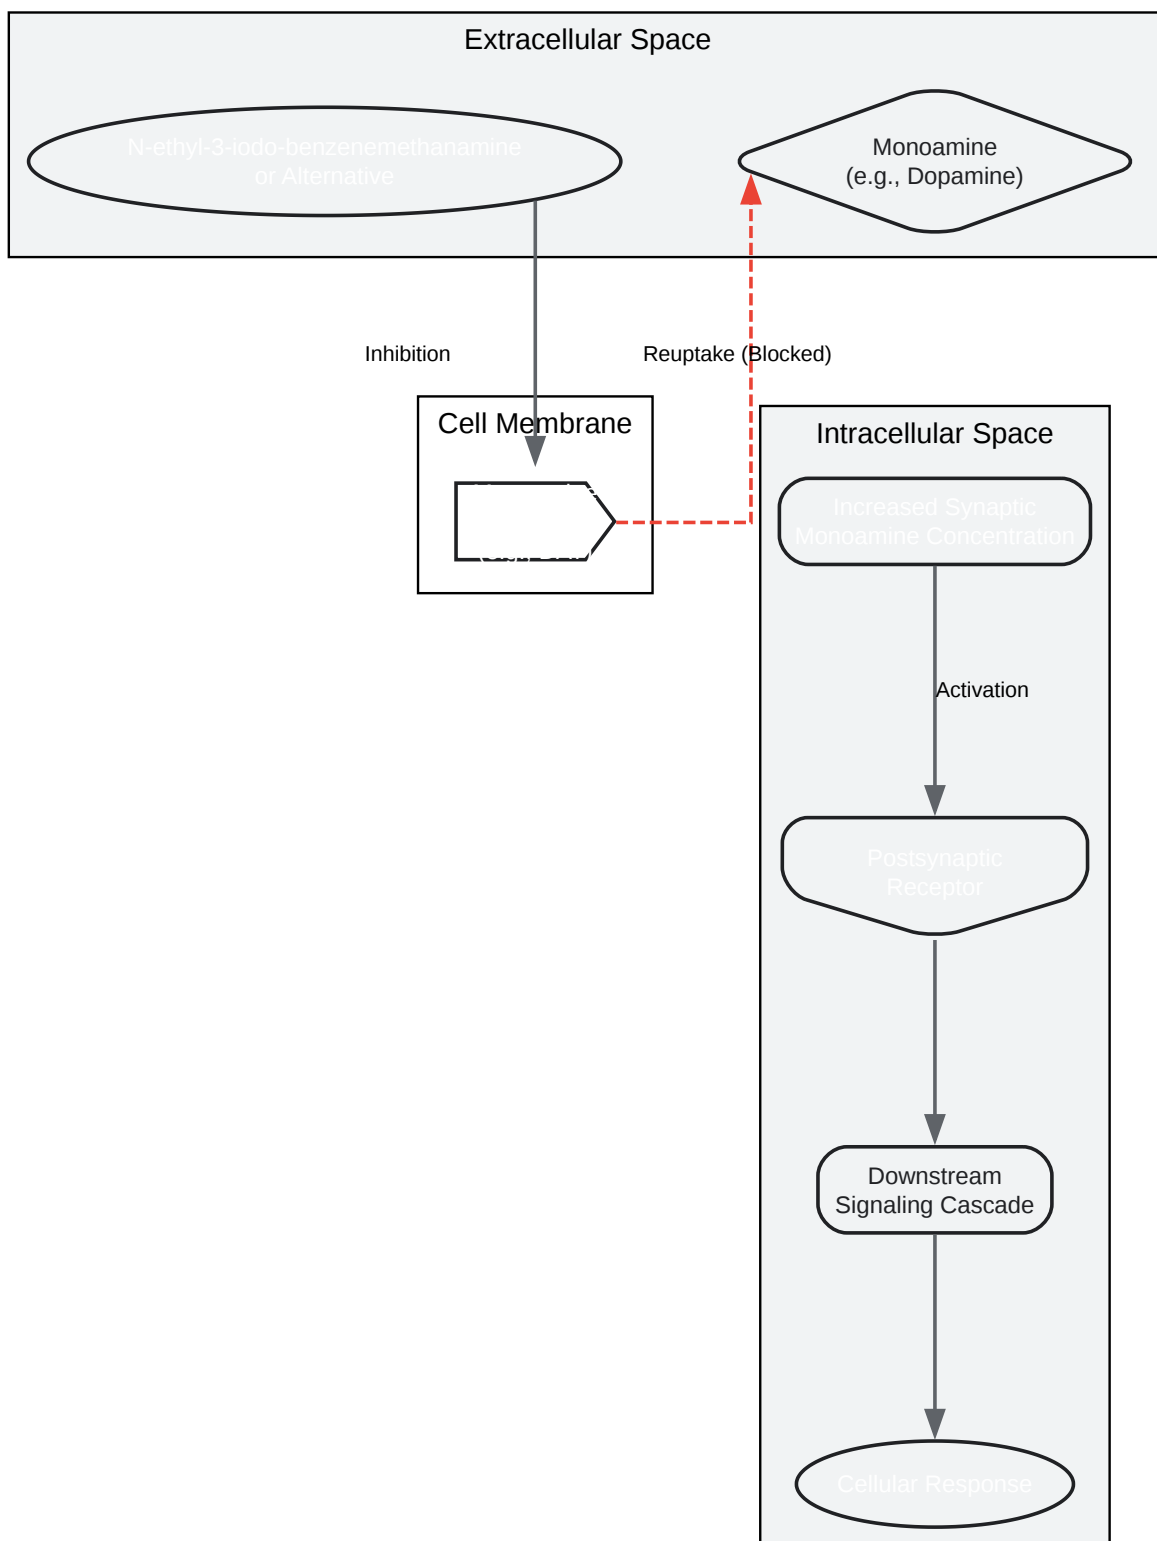 Extracellular Space
N-ethyl-3-iodo-benzenemethanamine
or Alternative
Monoamine
(e.g., Dopamine)
Inhibition
Reuptake (Blocked)
Cell Membrane
Intracellular Space
Increased Synaptic
Monoamine Concentration
Activation
Postsynaptic
Receptor
Downstream
Signaling Cascade
Cellular Response